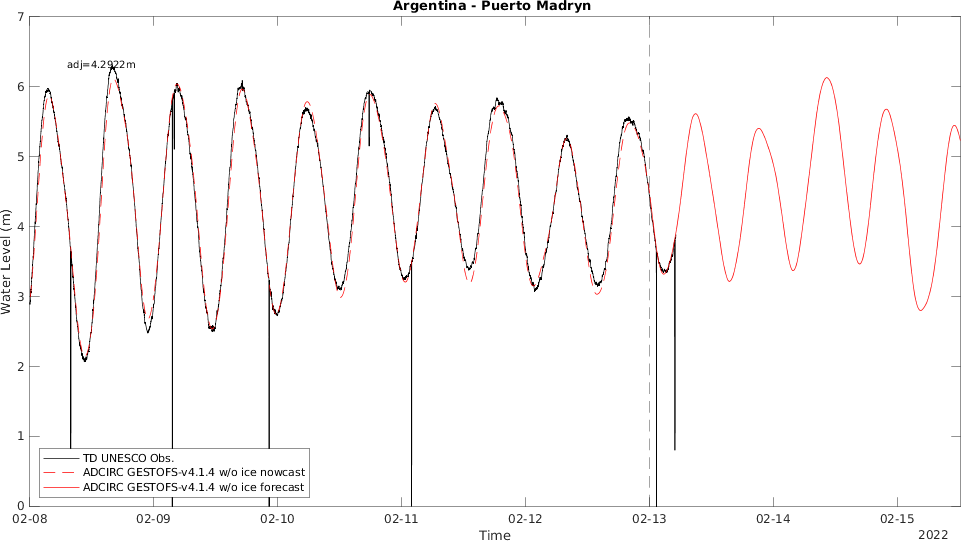 Argentina - Puerto Madryn
7
adj=4.2922m
6
5
4
3
2
1
0
Water Level (m)
TD UNESCO Obs.
ADCIRC GESTOFS-v4.1.4 w/o ice nowcast
ADCIRC GESTOFS-v4.1.4 w/o ice forecast
02-08 02-09 02-10 02-11 02-12 02-13 02-14 02-15
Time
2022